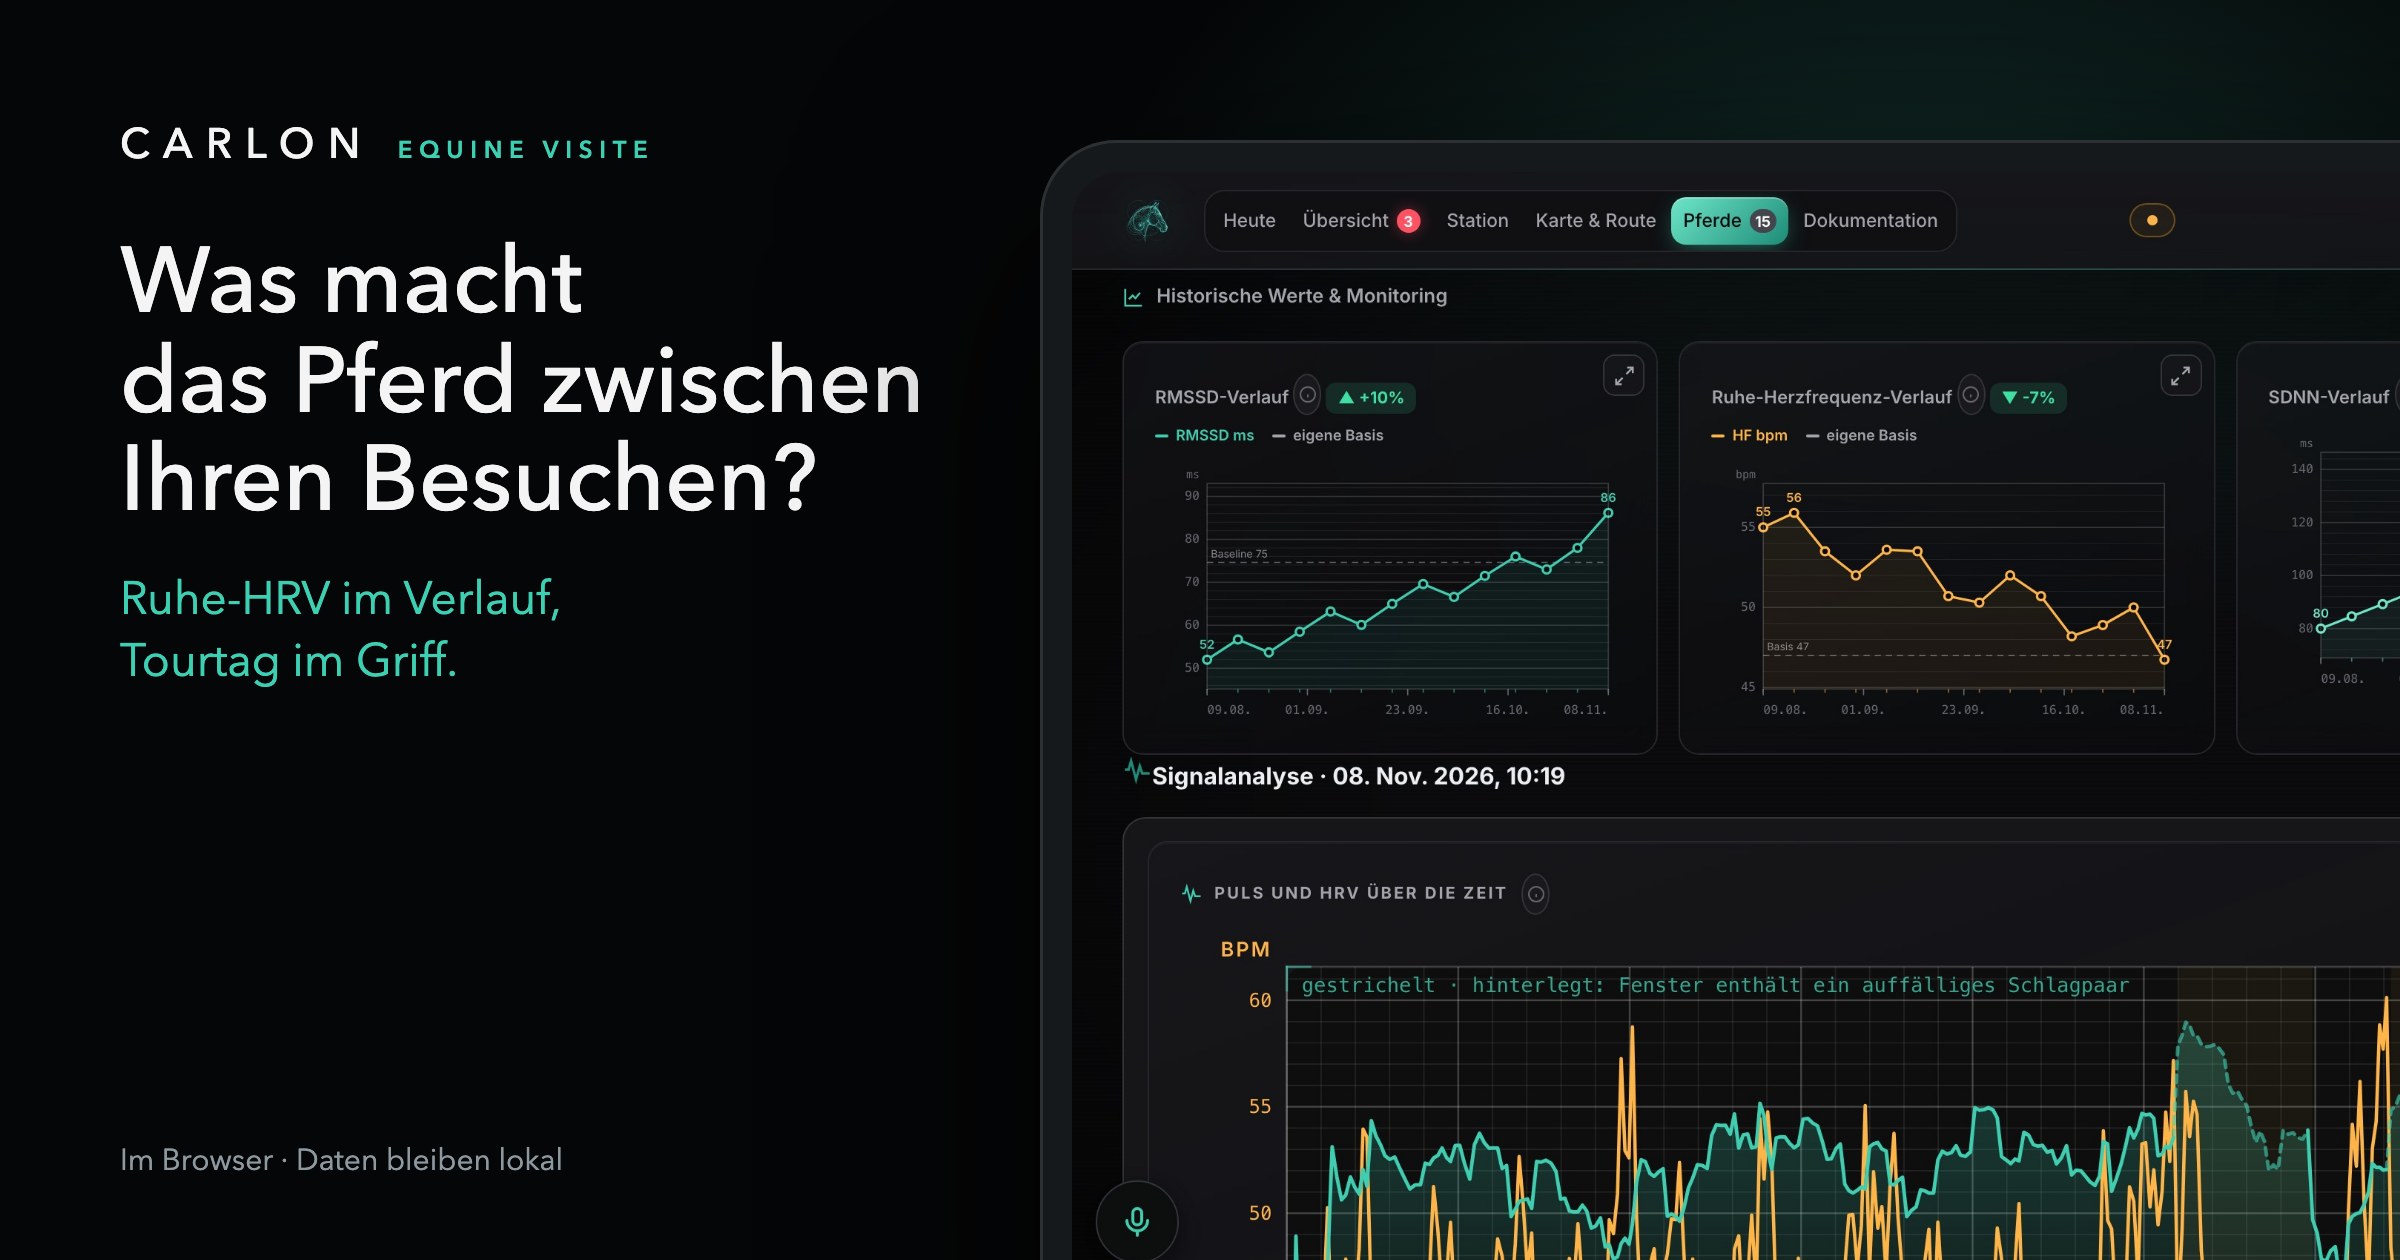 CARLON EQUINE VISITE
Was macht
das Pferd zwischen
Ihren Besuchen?
Ruhe-HRV im Verlauf,
Tourtag im Griff.
Im Browser · Daten bleiben lokal
Heute Übersicht 3 Station Karte & Route Pferde 15 Dokumentation
Historische Werte & Monitoring
RMSSD-Verlauf ▲ +10%
RMSSD ms eigene Basis
ms
90
80
70
60
50
52
86
Baseline 75
09.08. 01.09. 23.09. 16.10. 08.11.
Ruhe-Herzfrequenz-Verlauf ▼ -7%
HF bpm eigene Basis
bpm
55
50
45
55
56
47
Basis 47
09.08. 01.09. 23.09. 16.10. 08.11.
SDNN-Verlauf
ms
140
120
100
80
80
09.08.
Signalanalyse · 08. Nov. 2026, 10:19
PULS UND HRV ÜBER DIE ZEIT
BPM
gestrichelt · hinterlegt: Fenster enthält ein auffälliges Schlagpaar
60
55
50